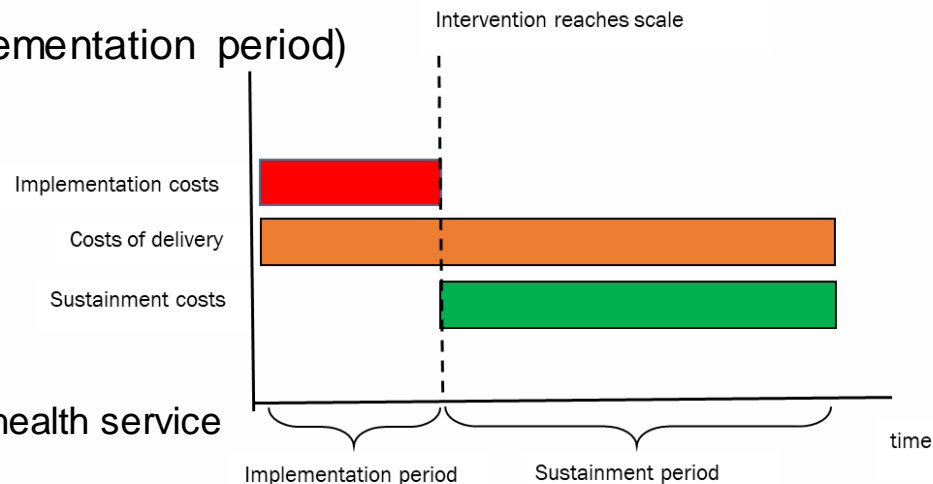 Intervention reaches scale
ementation period)
Implementation costs
Costs of delivery
Sustainment costs
health service
time
Implementation period
Sustainment period